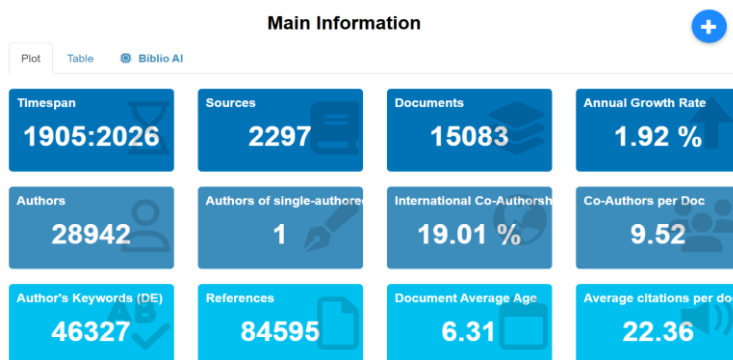 Main Information
Plot Table Biblio AI
Timespan
1905:2026
Sources
2297
Documents
15083
Annual Growth Rate
1.92 %
Authors
28942
Authors of single-authore
1
International Co-Authorsh
19.01 %
Co-Authors per Doc
9.52
Author's Keywords (DE)
46327
References
84595
Document Average Age
6.31
Average citations per do
22.36